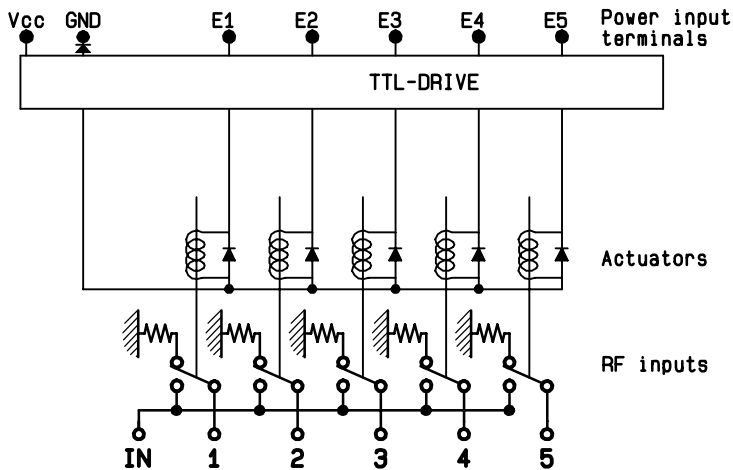 Vcc GND E1 E2 E3 E4 E5 Power input
terminals
TTL-DRIVE
Actuators
RF inputs
IN 1 2 3 4 5